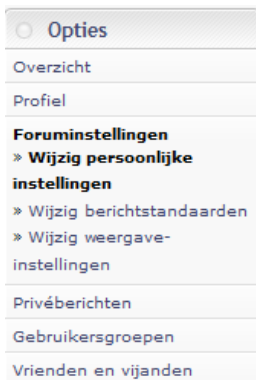 Opties
Overzicht
Profiel
Foruminstellingen
» Wijzig persoonlijke
instellingen
» Wijzig berichtstandaarden
» Wijzig weergave-
instellingen
Privéberichten
Gebruikersgroepen
Vrienden en vijanden